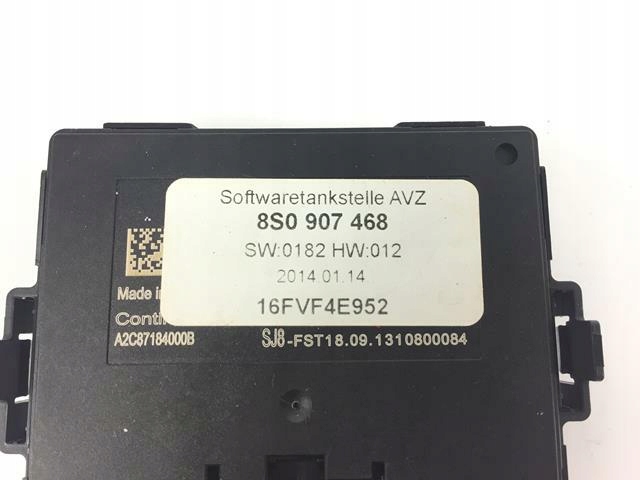 Softwaretankstelle AVZ
8S0 907 468
SW:0182 HW:012
2014.01.14
16FVF4E952
Made in
Conti
A2C87184000B
SJ8-FST18.09.1310800084